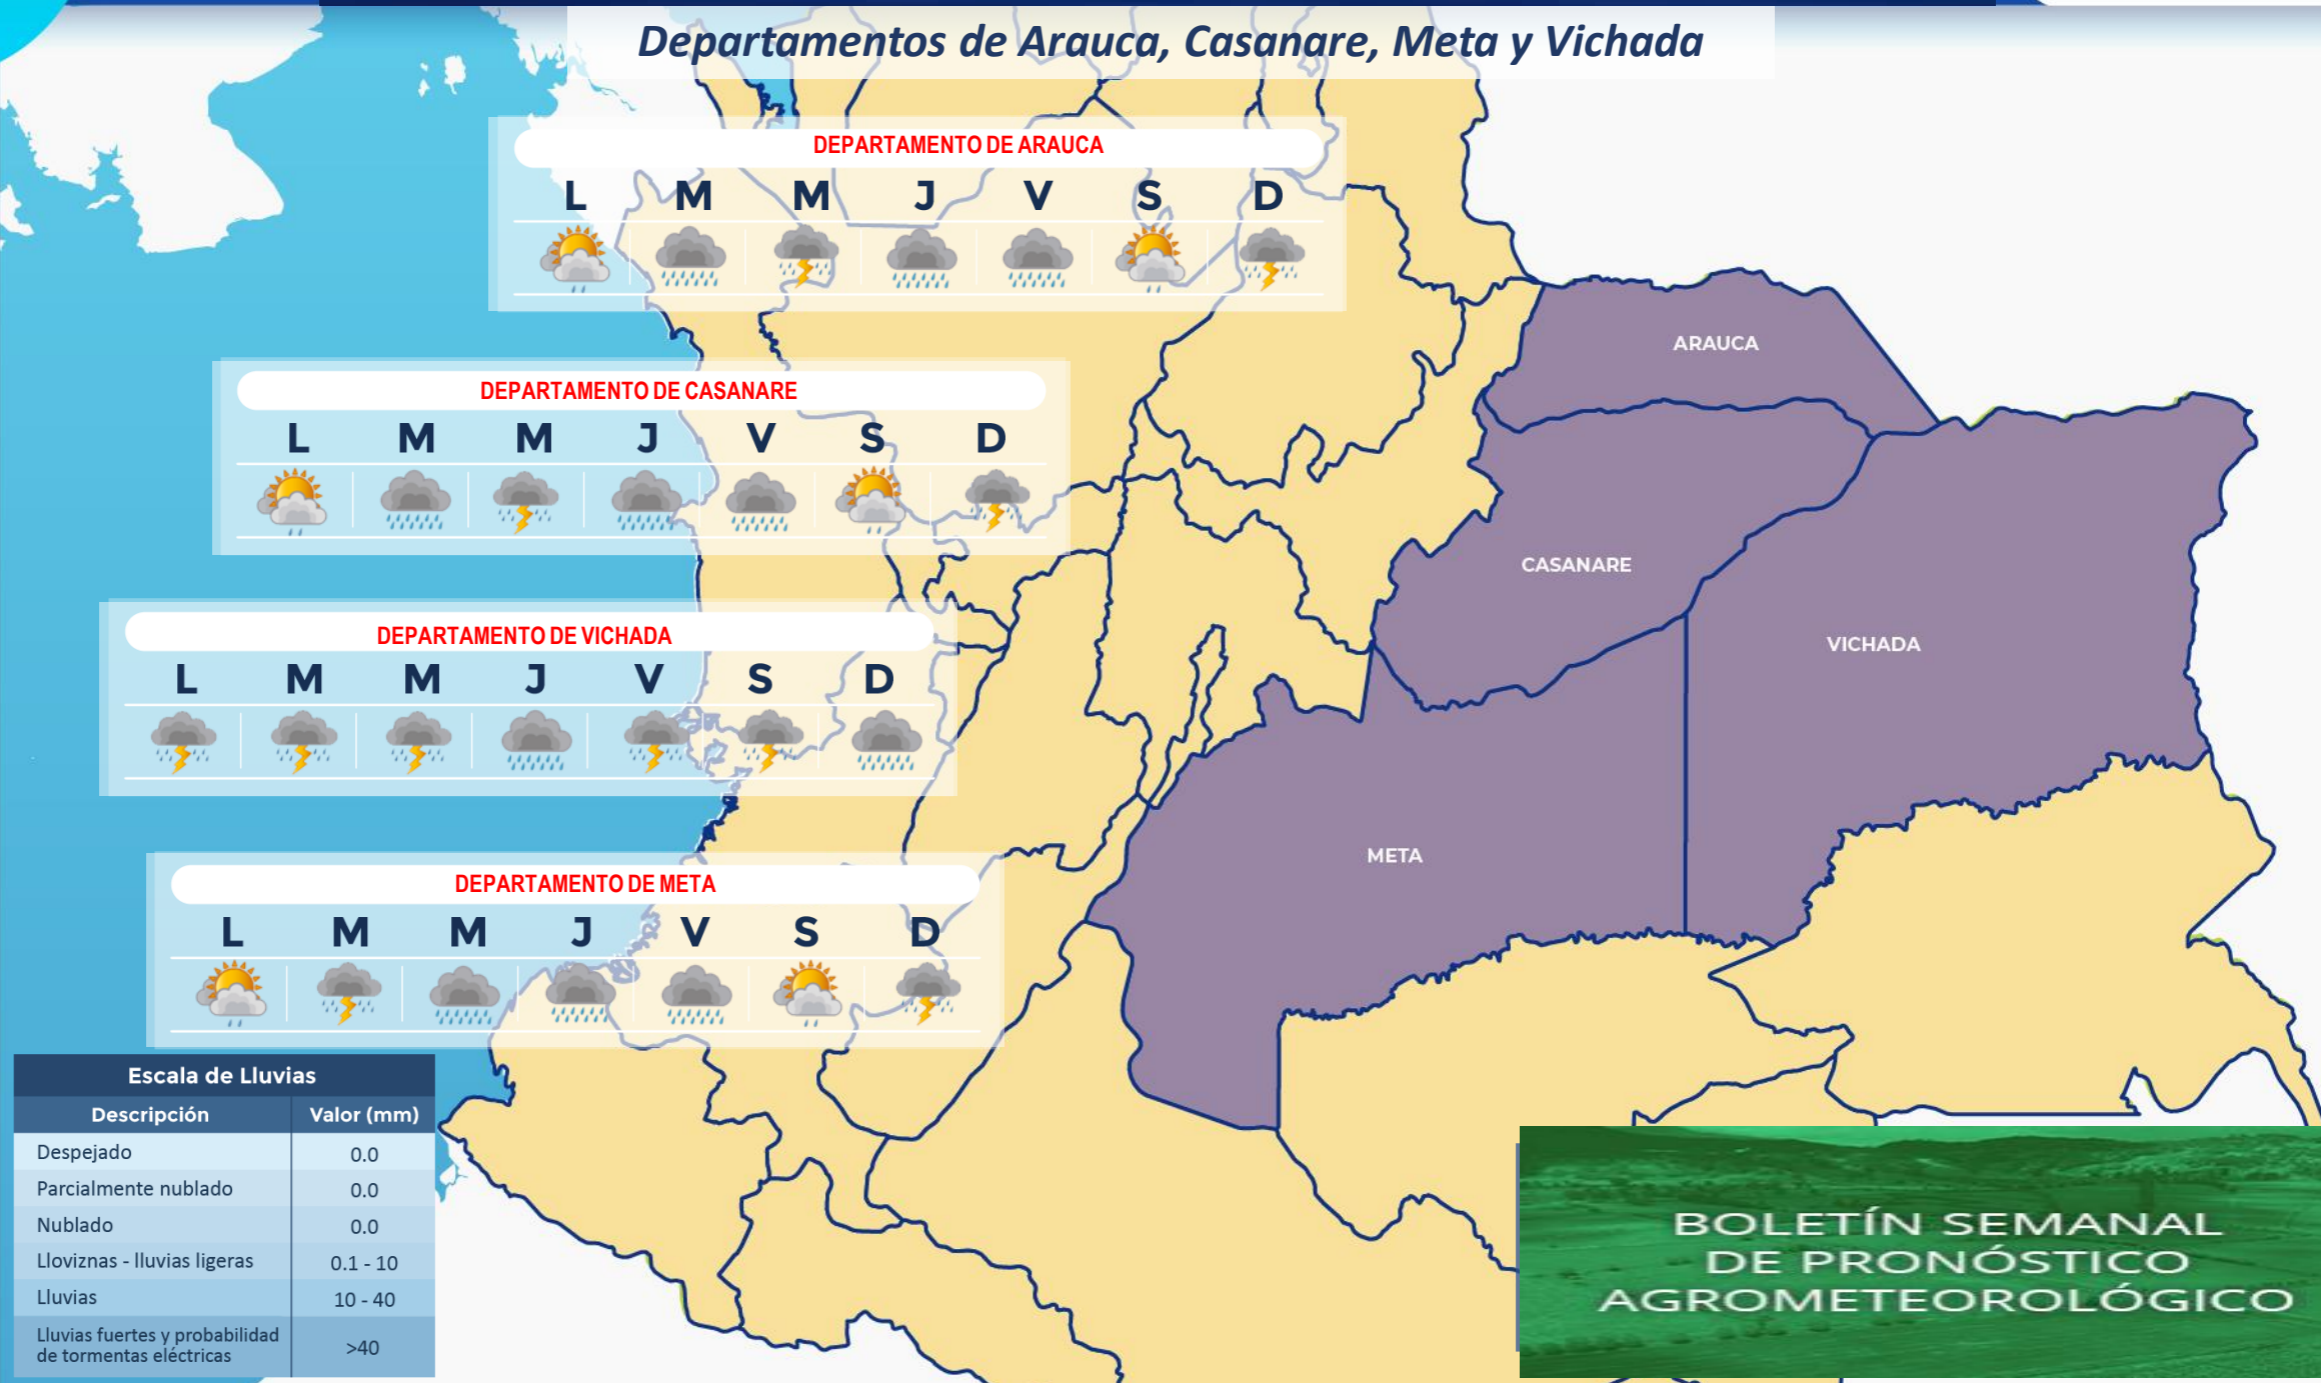 Departamentos de Arauca, Casanare, Meta y Vichada
DEPARTAMENTO DE ARAUCA
L M M J V S D
DEPARTAMENTO DE CASANARE
L M M J V S D
DEPARTAMENTO DE VICHADA
L M M J V S D
DEPARTAMENTO DE META
L M M J V S D
ARAUCA
CASANARE
VICHADA
META
Escala de Lluvias
Descripción Valor (mm)
Despejado 0.0
Parcialmente nublado 0.0
Nublado 0.0
Lloviznas - lluvias ligeras 0.1 - 10
Lluvias 10 - 40
Lluvias fuertes y probabilidad
de tormentas eléctricas >40
BOLETÍN SEMANAL
DE PRONÓSTICO
AGROMETEOROLÓGICO